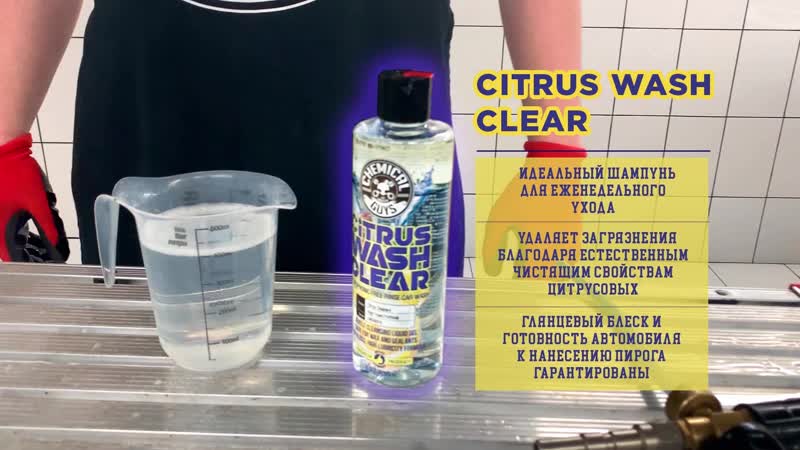 CITRUS WASH
CLEAR
ИДЕАЛЬНЫЙ ШАМПУНЬ
ДЛЯ ЕЖЕНЕДЕЛЬНОГО
УХОДА
УДАЛЯЕТ ЗАГРЯЗНЕНИЯ
БЛАГОДАРЯ ЕСТЕСТВЕННЫМ
ЧИСТЯЩИМ СВОЙСТВАМ
ЦИТРУСОВЫХ
ГЛЯНЦЕВЫЙ БЛЕСК И
ГОТОВНОСТЬ АВТОМОБИЛЯ
К НАНЕСЕНИЮ ПИРОГА
ГАРАНТИРОВАНЫ
CHEMICAL
GUYS
CITRUS
WASH
CLEAR